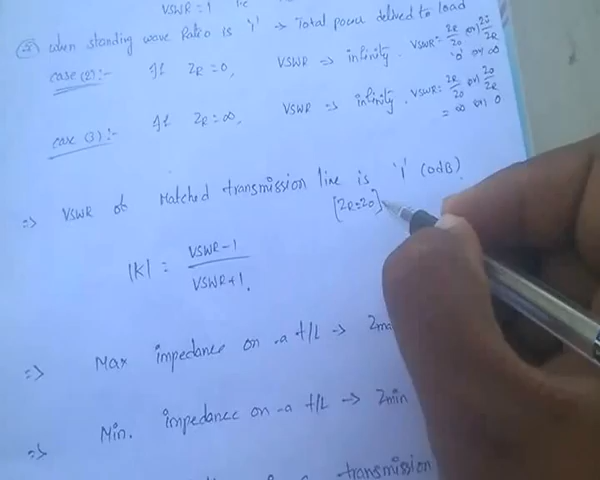 VSWR = 1
(5) When standing wave Ratio is '1' → Total power delived to load
case (2):- If ZR=0, VSWR => infinity. VSWR = ZR/Z0 or Z0/ZR
'0' or ∞
case (3):- If ZR=∞, VSWR => infinity. VSWR = ZR/Z0 or Z0/ZR
= ∞ or 0
=> VSWR of Matched transmission line is '1' (0dB).
[ZR=Z0]
|K| = VSWR-1 / VSWR+1.
=> Max impedance on a t/L →
=> Min. impedance on a t/L → Zmin
transmission